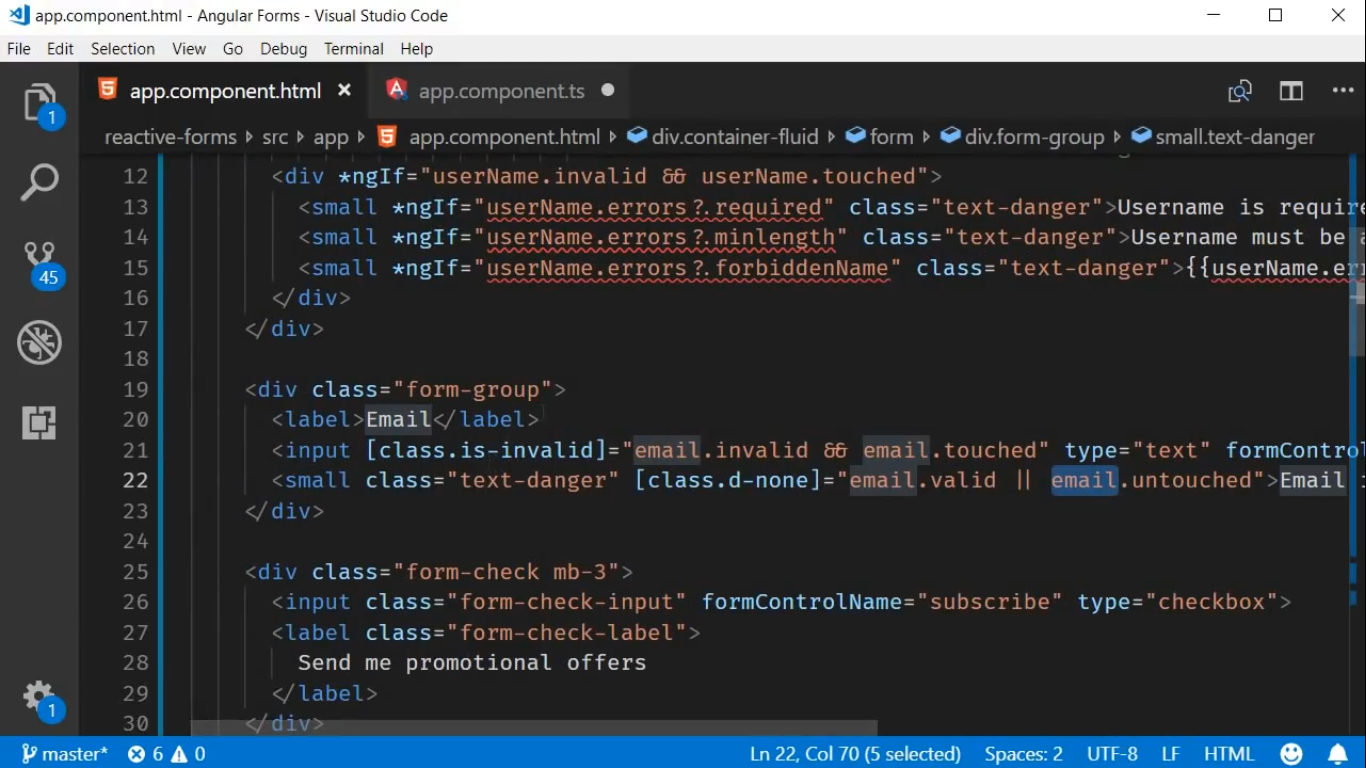 app.component.html - Angular Forms - Visual Studio Code
File Edit Selection View Go Debug Terminal Help
app.component.html app.component.ts
reactive-forms src app app.component.html div.container-fluid form div.form-group small.text-danger
1
12 <div *ngIf="userName.invalid && userName.touched">
13 <small *ngIf="userName.errors?.required" class="text-danger">Username is require
14 <small *ngIf="userName.errors?.minlength" class="text-danger">Username must be a
15 <small *ngIf="userName.errors?.forbiddenName" class="text-danger">{{userName.err
45
16 </div>
17 </div>
18
19 <div class="form-group">
20 <label>Email</label>
21 <input [class.is-invalid]="email.invalid && email.touched" type="text" formControl
22 <small class="text-danger" [class.d-none]="email.valid || email.untouched">Email
23 </div>
24
25 <div class="form-check mb-3">
26 <input class="form-check-input" formControlName="subscribe" type="checkbox">
27 <label class="form-check-label">
28 Send me promotional offers
29 </label>
30 </div>
1
master* 6 0 Ln 22, Col 70 (5 selected) Spaces: 2 UTF-8 LF HTML